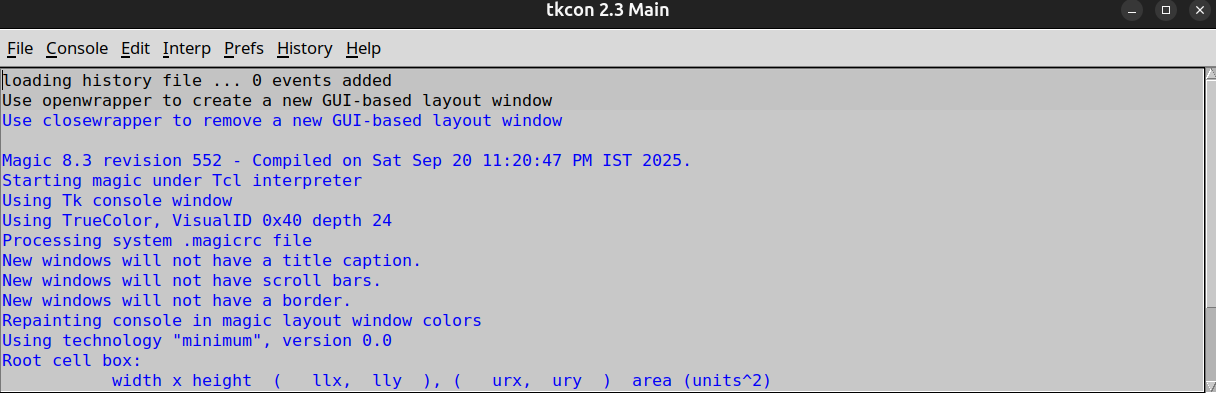 tkcon 2.3 Main
File Console Edit Interp Prefs History Help
loading history file ... 0 events added
Use openwrapper to create a new GUI-based layout window
Use closewrapper to remove a new GUI-based layout window
Magic 8.3 revision 552 - Compiled on Sat Sep 20 11:20:47 PM IST 2025.
Starting magic under Tcl interpreter
Using Tk console window
Using TrueColor, VisualID 0x40 depth 24
Processing system .magicrc file
New windows will not have a title caption.
New windows will not have scroll bars.
New windows will not have a border.
Repainting console in magic layout window colors
Using technology "minimum", version 0.0
Root cell box:
width x height  (   llx,  lly  ), (   urx,  ury  )  area (units^2)